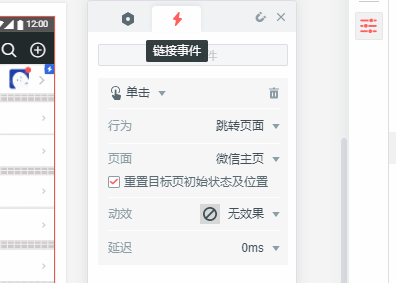 12:00
链接事件
件
单击
行为 跳转页面
页面 微信主页
重置目标页初始状态及位置
动效 无效果
延迟 0ms